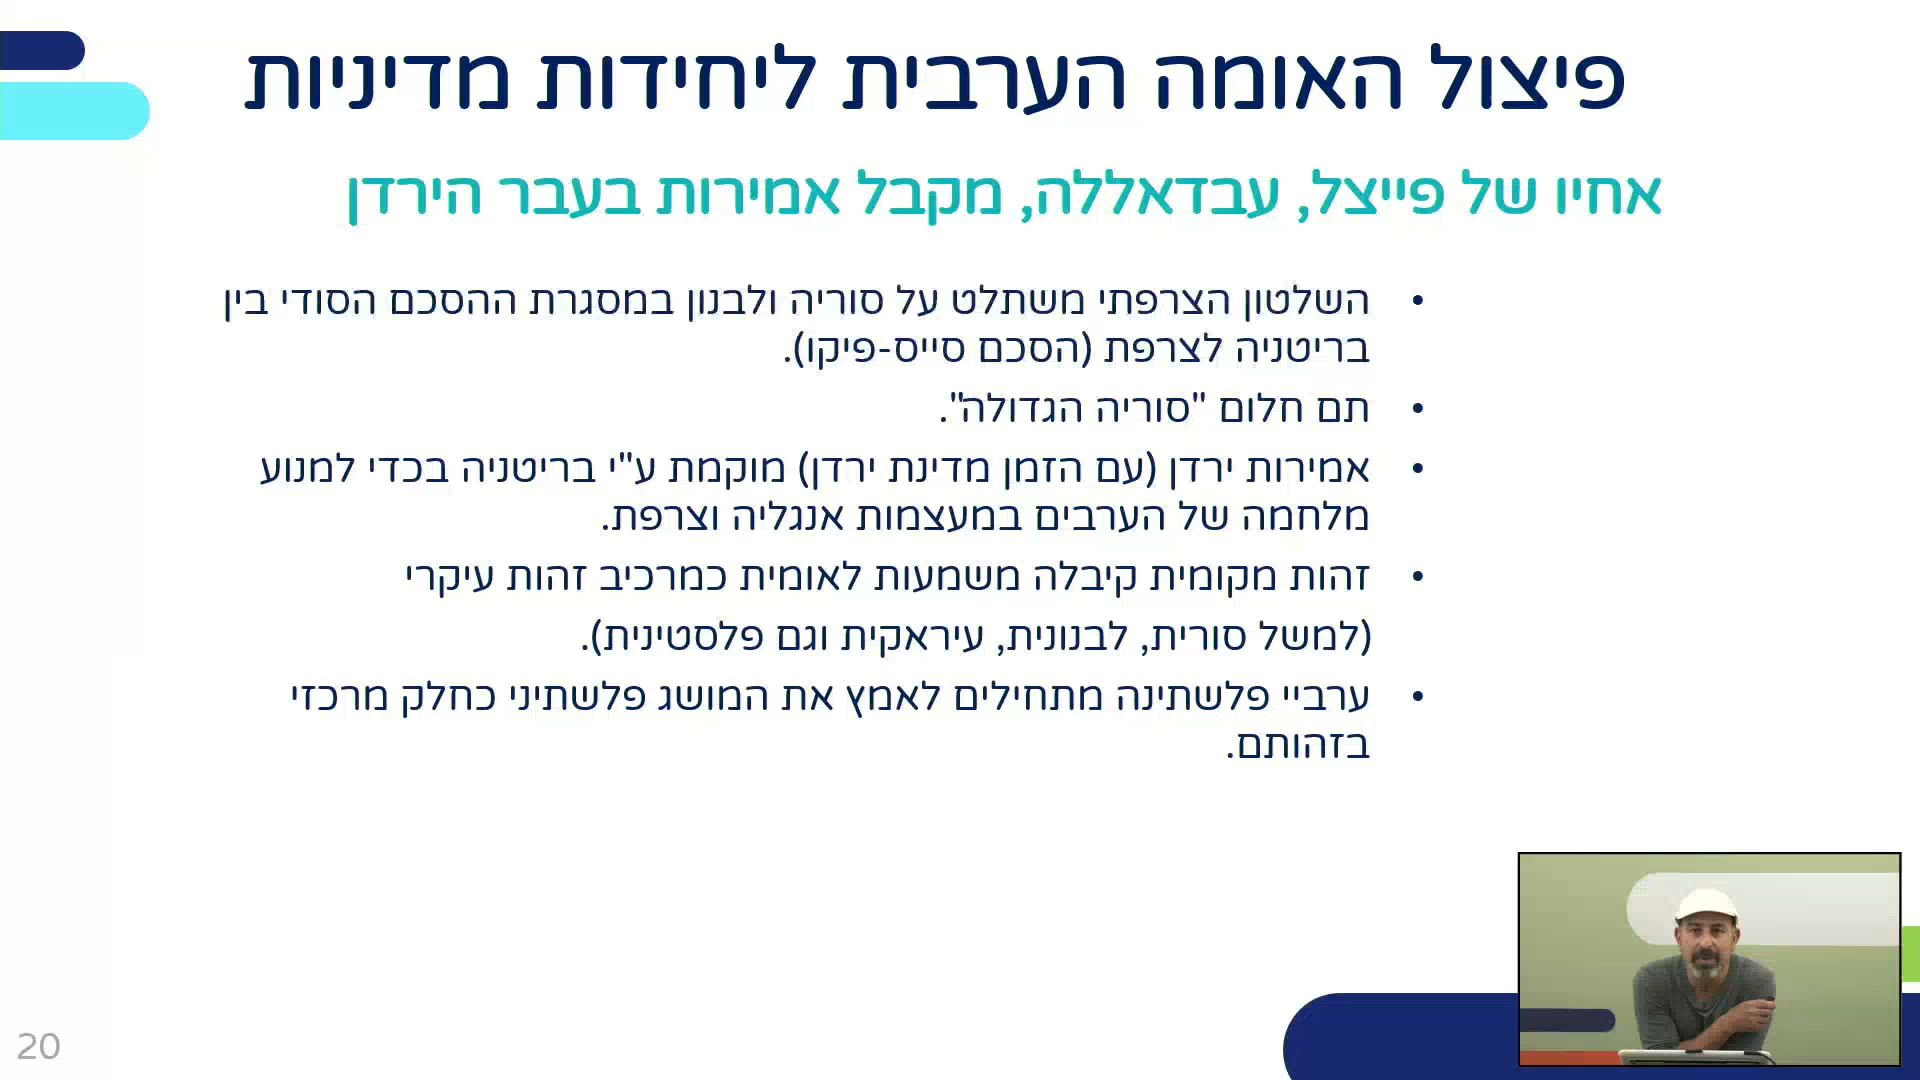 פיצול האומה הערבית ליחידות מדיניות
אחיו של פייצל, עבדאללה, מקבל אמירות בעבר הירדן
• השלטון הצרפתי משתלט על סוריה ולבנון במסגרת ההסכם הסודי בין
בריטניה לצרפת (הסכם סייס-פיקו).
• תם חלום "סוריה הגדולה".
• אמירות ירדן (עם הזמן מדינת ירדן) מוקמת ע"י בריטניה בכדי למנוע
מלחמה של הערבים במעצמות אנגליה וצרפת.
• זהות מקומית קיבלה משמעות לאומית כמרכיב זהות עיקרי
(למשל סורית, לבנונית, עיראקית וגם פלסטינית).
• ערביי פלשתינה מתחילים לאמץ את המושג פלשתיני כחלק מרכזי
בזהותם.
20